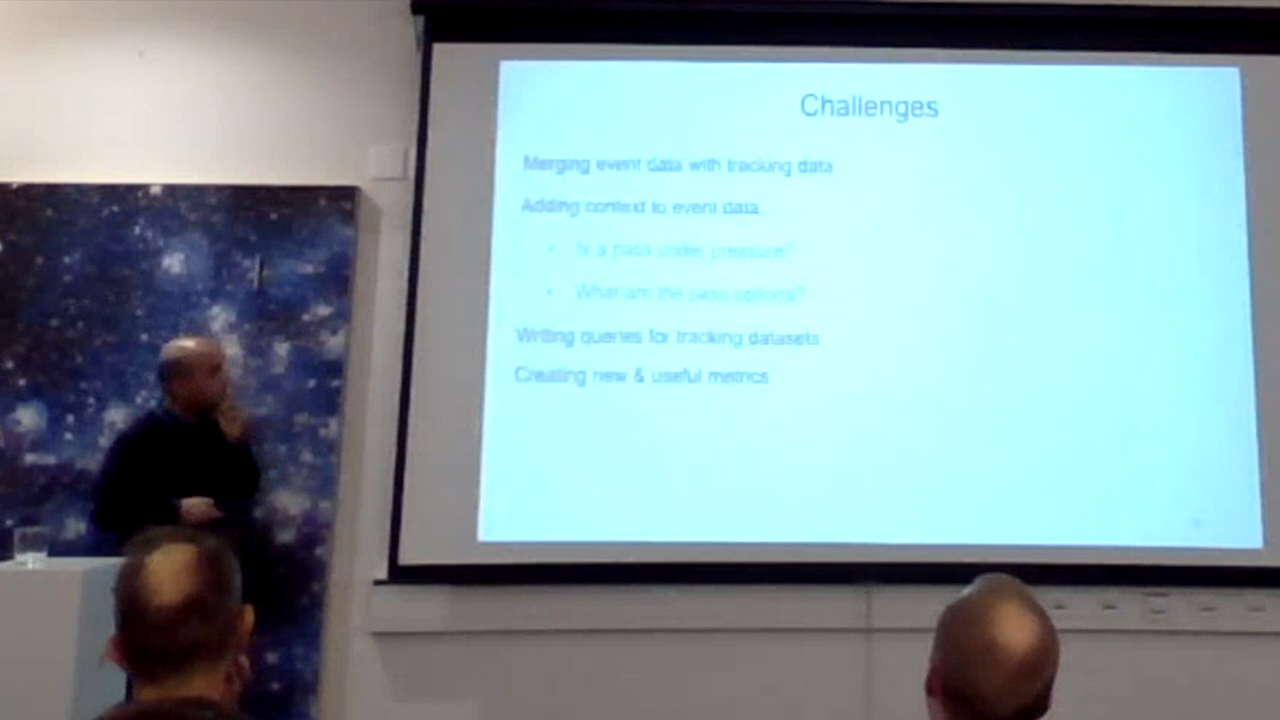 Challenges
Merging event data with tracking data
Adding context to event data
• Is a pass under pressure?
• What are the pass options?
Writing queries for tracking datasets
Creating new & useful metrics